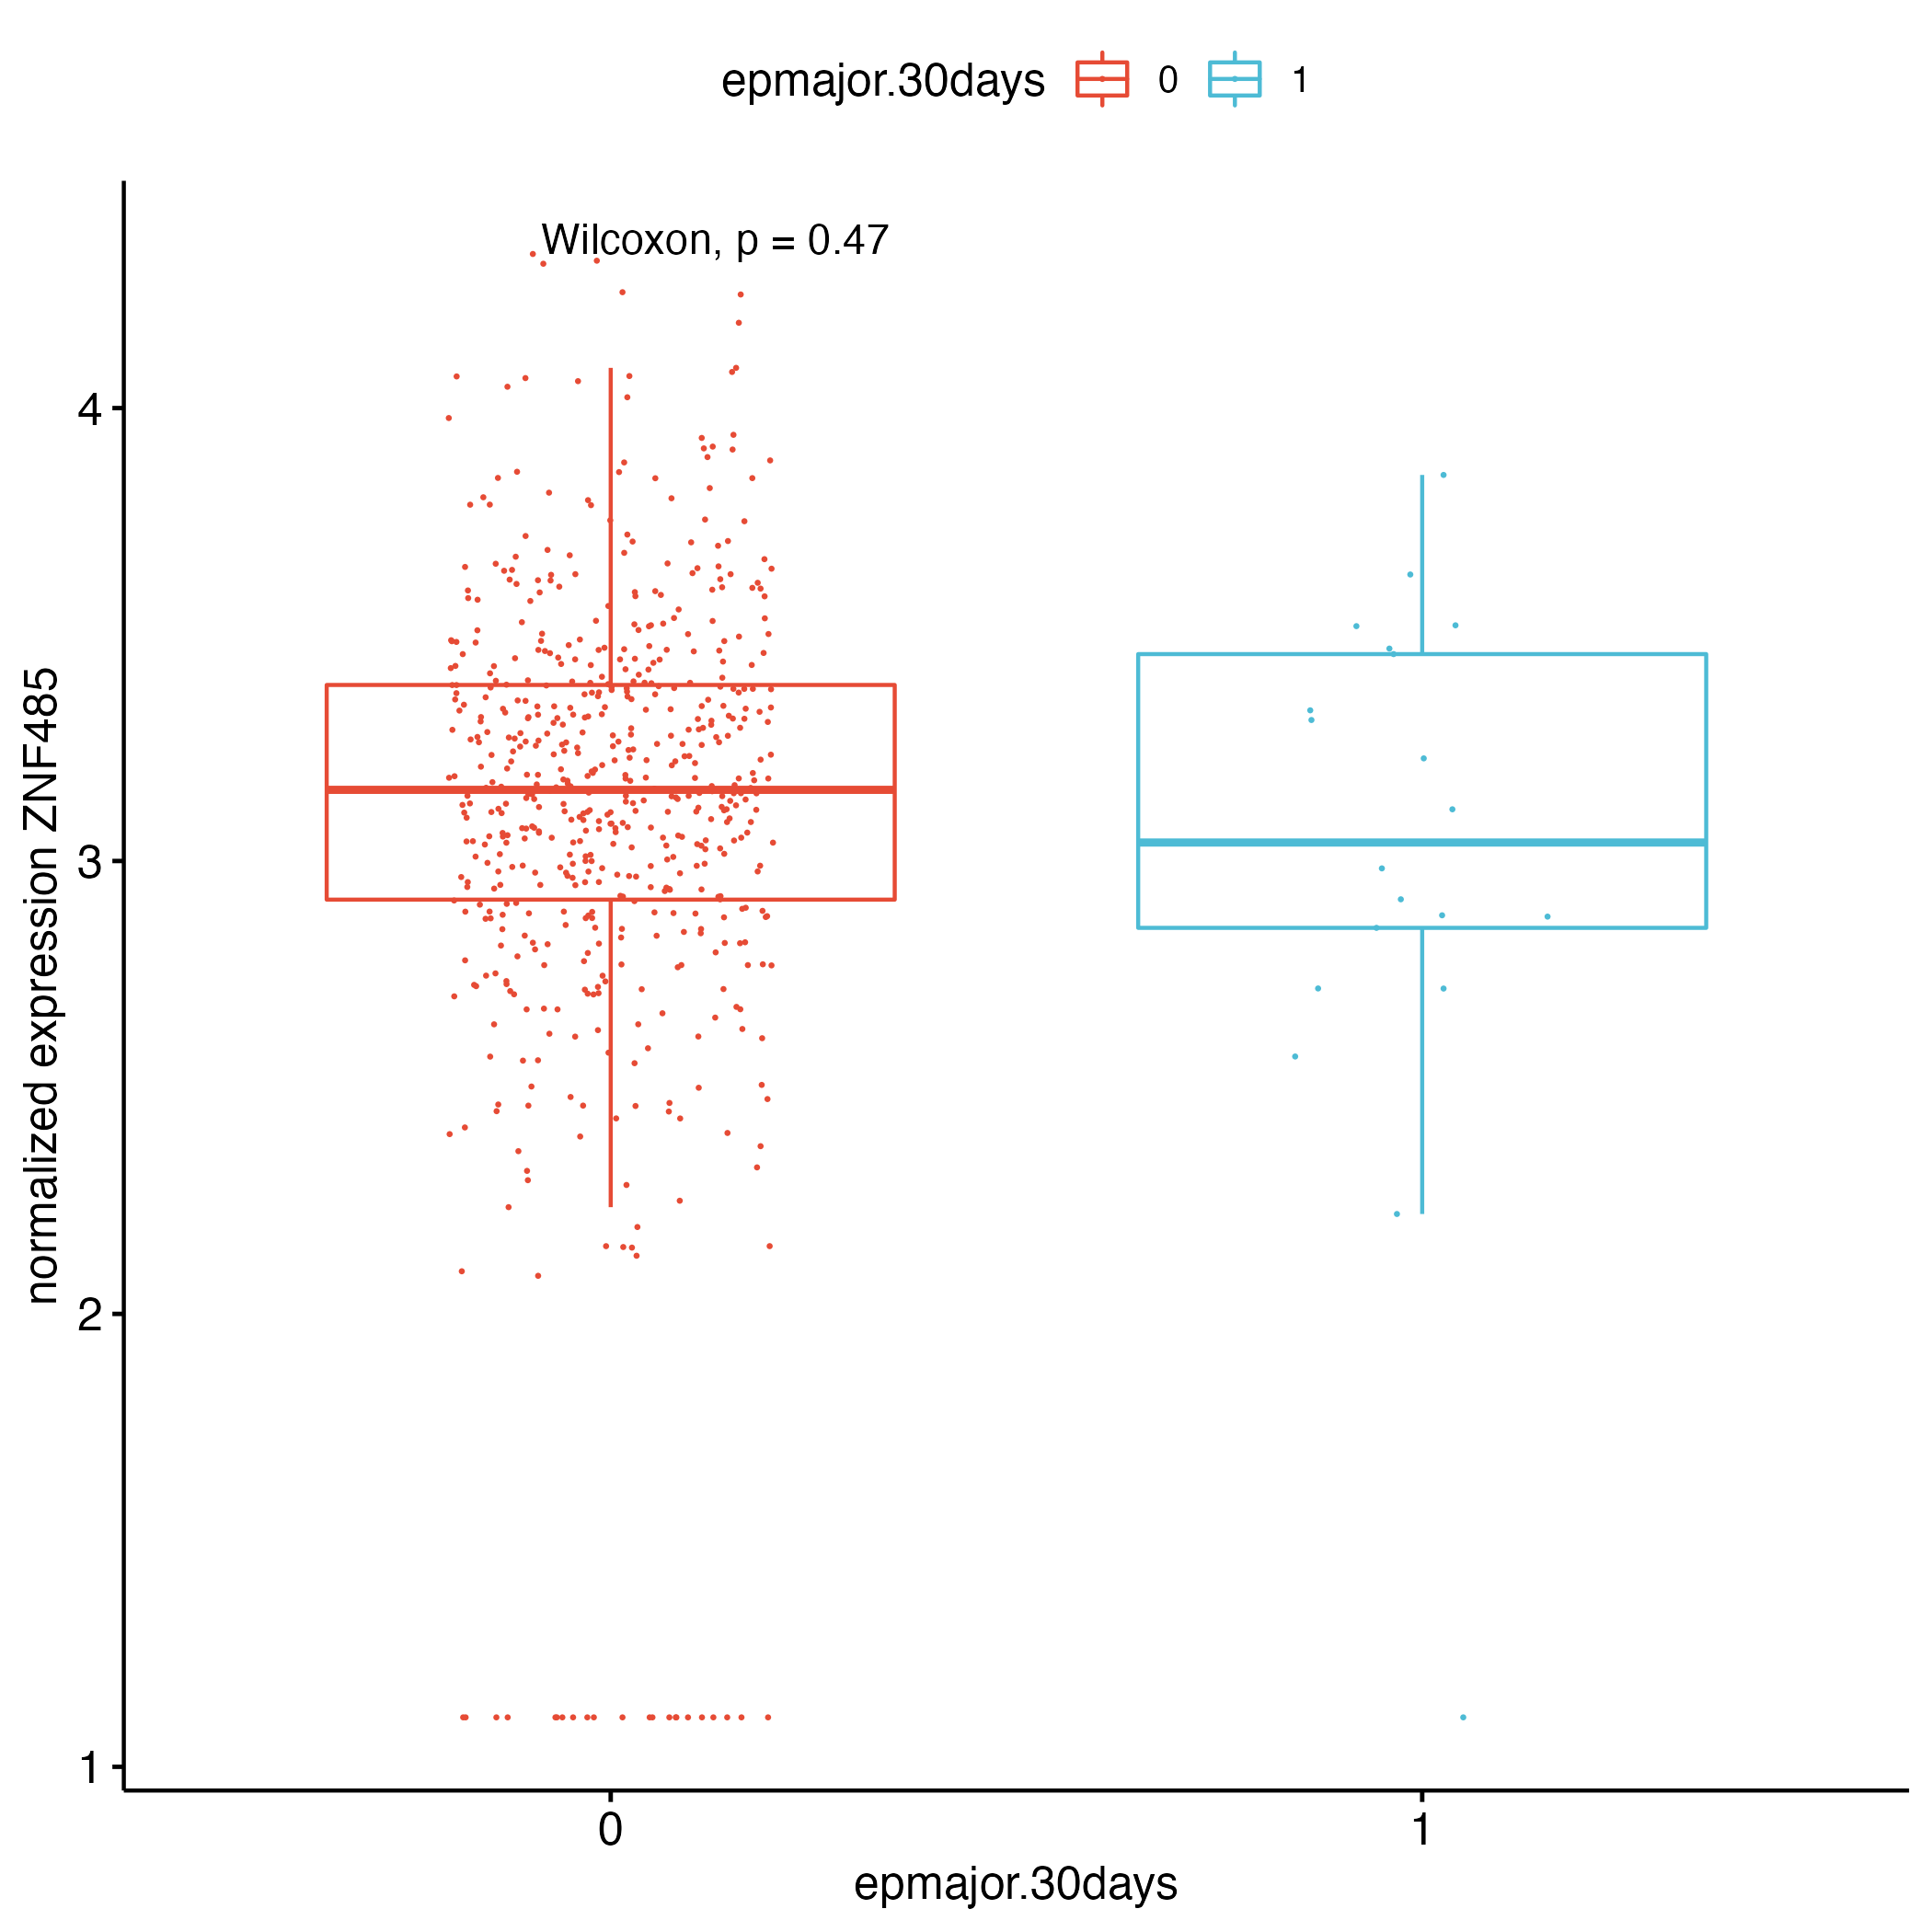 epmajor.30days 0 1
Wilcoxon, p = 0.47
normalized expression ZNF485
4
3
2
1
0 1
epmajor.30days